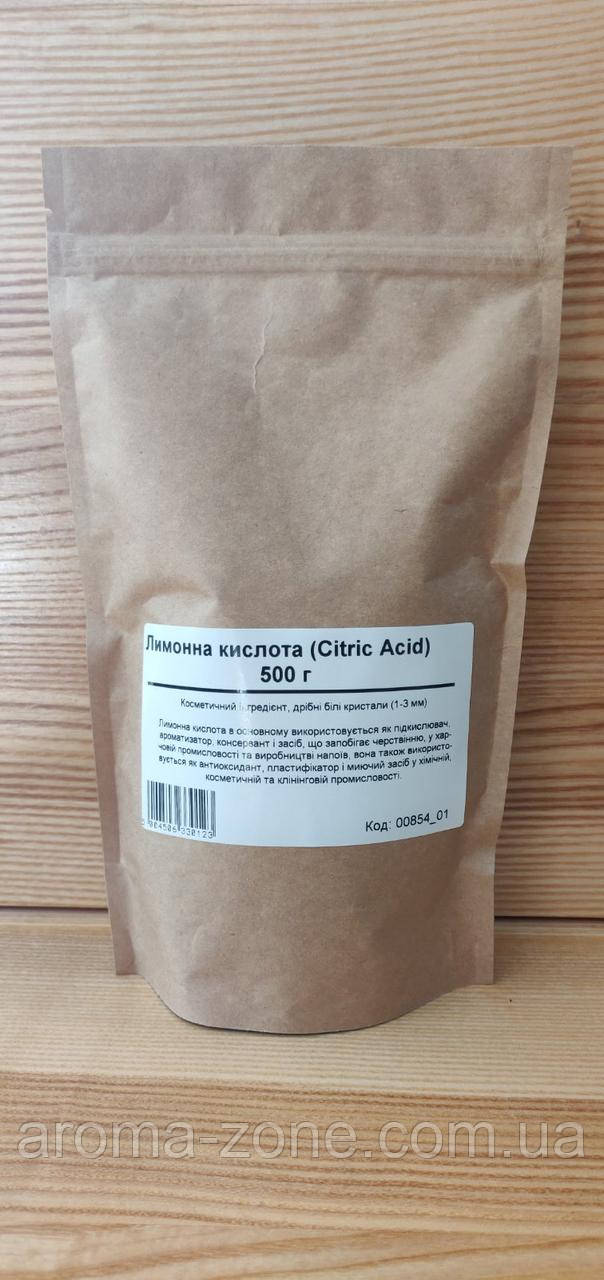 Лимонна кислота (Citric Acid)
500 г
Косметичний інгредієнт, дрібні білі кристали (1-3 мм)
Лимонна кислота в основному використовується як підкислювач,
ароматизатор, консервант і засіб, що запобігає черствінню, у хар-
човій промисловості та виробництві напоїв, вона також використо-
вується як антиоксидант, пластифікатор і миючий засіб у хімічній,
косметичній та клінінговій промисловості.
004506 330123
Код: 00854_01
aroma-zone.com.ua